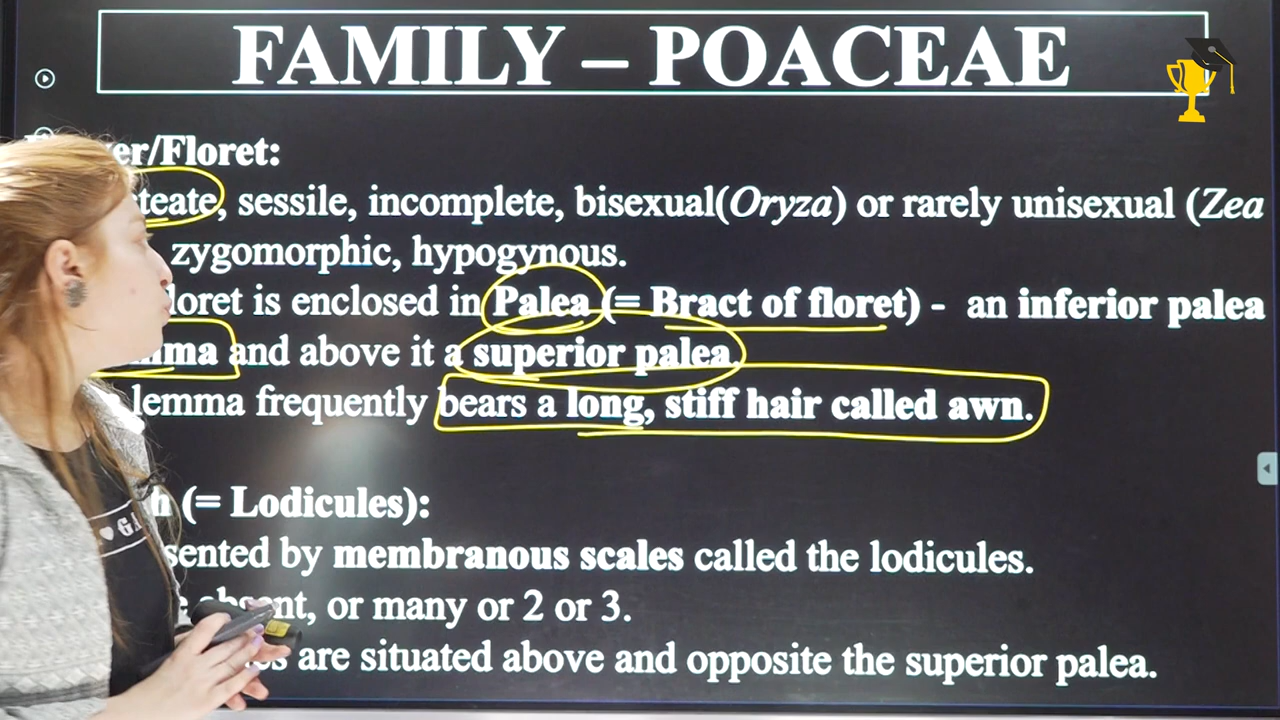 FAMILY – POACEAE
er/Floret:
teate, sessile, incomplete, bisexual(Oryza) or rarely unisexual (Zea
zygomorphic, hypogynous.
loret is enclosed in Palea (= Bract of floret) - an inferior palea
mma and above it a superior palea.
lemma frequently bears a long, stiff hair called awn.
h (= Lodicules):
sented by membranous scales called the lodicules.
absent, or many or 2 or 3.
es are situated above and opposite the superior palea.